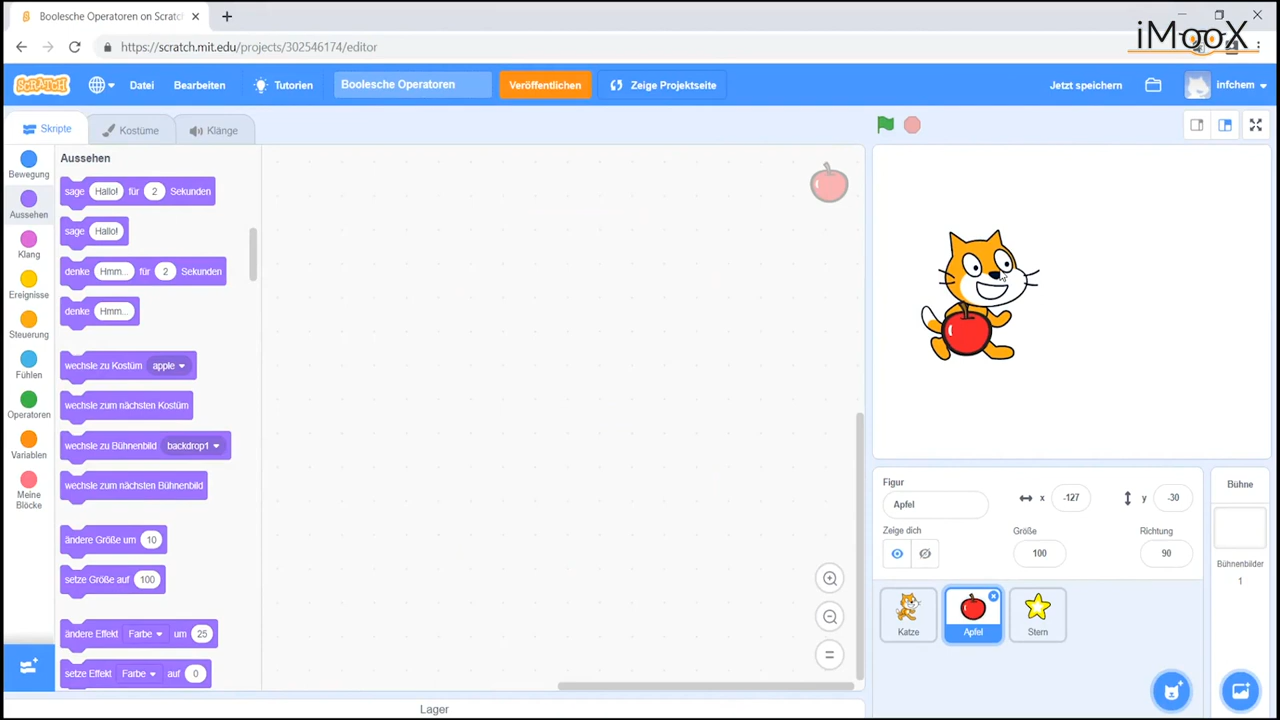 Boolesche Operatoren on Scratc
iMooX
https://scratch.mit.edu/projects/302546174/editor
SCRATCH
Datei
Bearbeiten
Tutorien
Boolesche Operatoren
Veröffentlichen
Zeige Projektseite
Jetzt speichern
infchem
Skripte
Kostüme
Klänge
Bewegung
Aussehen
Klang
Ereignisse
Steuerung
Fühlen
Operatoren
Variablen
Meine
Blöcke
Aussehen
sage Hallo! für 2 Sekunden
sage Hallo!
denke Hmm... für 2 Sekunden
denke Hmm...
wechsle zu Kostüm apple
wechsle zum nächsten Kostüm
wechsle zu Bühnenbild backdrop1
wechsle zum nächsten Bühnenbild
ändere Größe um 10
setze Größe auf 100
ändere Effekt Farbe um 25
setze Effekt Farbe auf 0
Lager
Figur
Apfel
x -127
y -30
Zeige dich
Größe
100
Richtung
90
Katze
Apfel
Stern
Bühne
Bühnenbilder
1